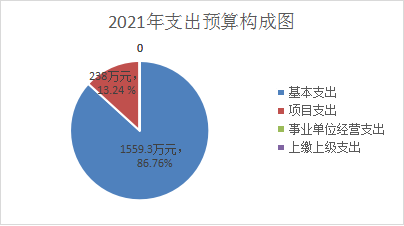 2021年支出预算构成图
0
238万元，
13.24 %
1559.3万元，
86.76%
基本支出
项目支出
事业单位经营支出
上缴上级支出